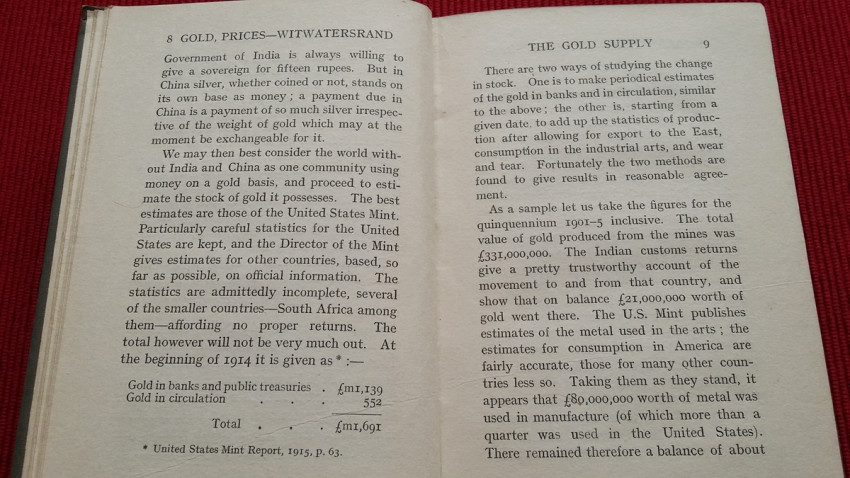 8 GOLD, PRICES—WITWATERSRAND
Government of India is always willing to
give a sovereign for fifteen rupees. But in
China silver, whether coined or not, stands on
its own base as money; a payment due in
China is a payment of so much silver irrespec-
tive of the weight of gold which may at the
moment be exchangeable for it.
We may then best consider the world with-
out India and China as one community using
money on a gold basis, and proceed to esti-
mate the stock of gold it possesses. The best
estimates are those of the United States Mint.
Particularly careful statistics for the United
States are kept, and the Director of the Mint
gives estimates for other countries, based, so
far as possible, on official information. The
statistics are admittedly incomplete, several
of the smaller countries—South Africa among
them—affording no proper returns. The
total however will not be very much out. At
the beginning of 1914 it is given as * :—
Gold in banks and public treasuries . £m1,139
Gold in circulation . . . 552
Total . . . £m1,691
* United States Mint Report, 1915, p. 63.
THE GOLD SUPPLY 9
There are two ways of studying the change
in stock. One is to make periodical estimates
of the gold in banks and in circulation, similar
to the above; the other is, starting from a
given date, to add up the statistics of produc-
tion after allowing for export to the East,
consumption in the industrial arts, and wear
and tear. Fortunately the two methods are
found to give results in reasonable agree-
ment.
As a sample let us take the figures for the
quinquennium 1901–5 inclusive. The total
value of gold produced from the mines was
£331,000,000. The Indian customs returns
give a pretty trustworthy account of the
movement to and from that country, and
show that on balance £21,000,000 worth of
gold went there. The U.S. Mint publishes
estimates of the metal used in the arts; the
estimates for consumption in America are
fairly accurate, those for many other coun-
tries less so. Taking them as they stand, it
appears that £80,000,000 worth of metal was
used in manufacture (of which more than a
quarter was used in the United States).
There remained therefore a balance of about